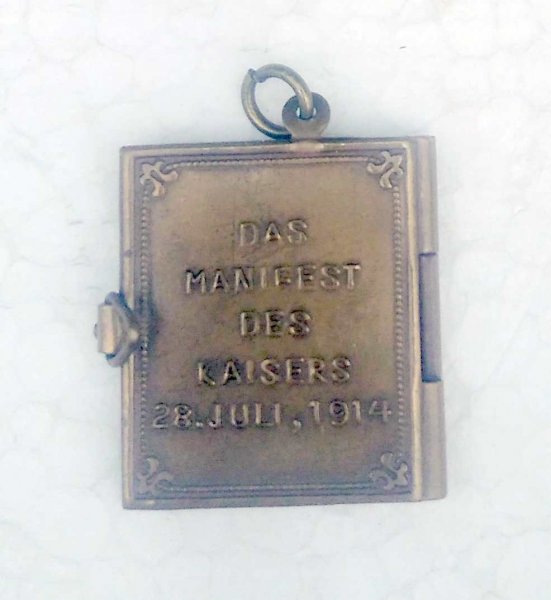 DAS
MANIFEST
DES
KAISERS
28. JULI, 1914